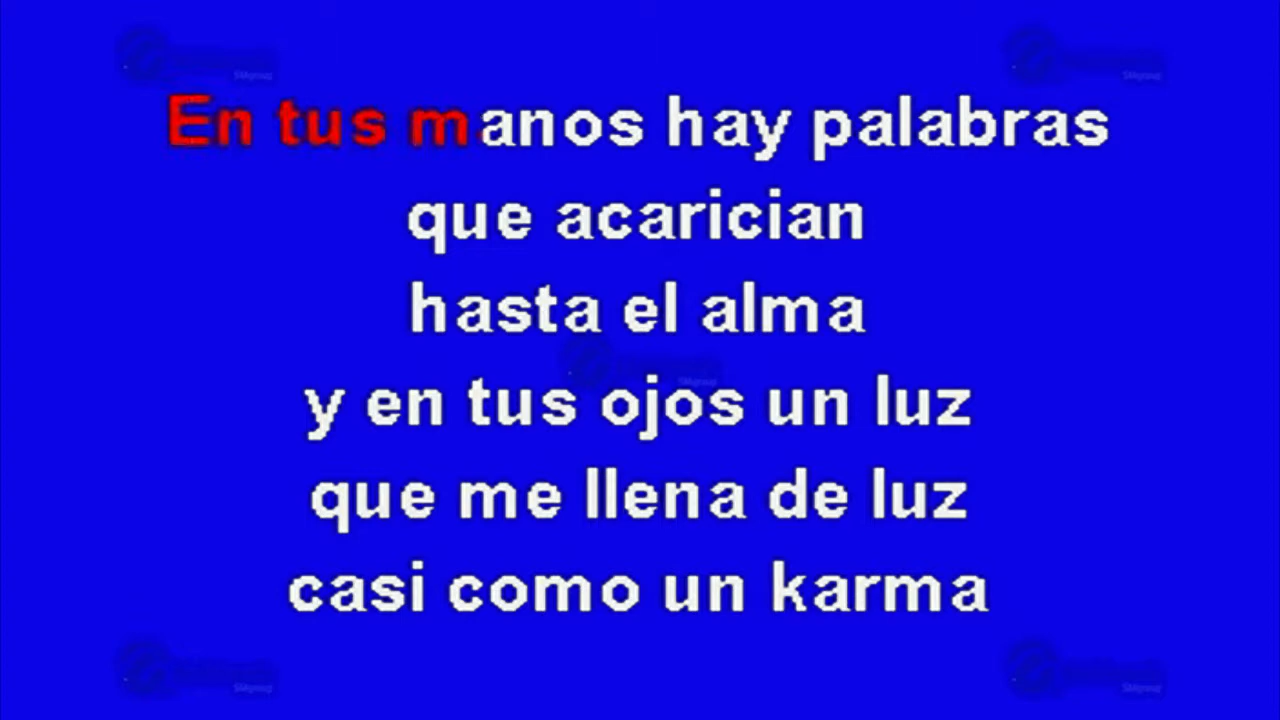 En tus manos hay palabras
que acarician
hasta el alma
y en tus ojos un luz
que me llena de luz
casi como un karma